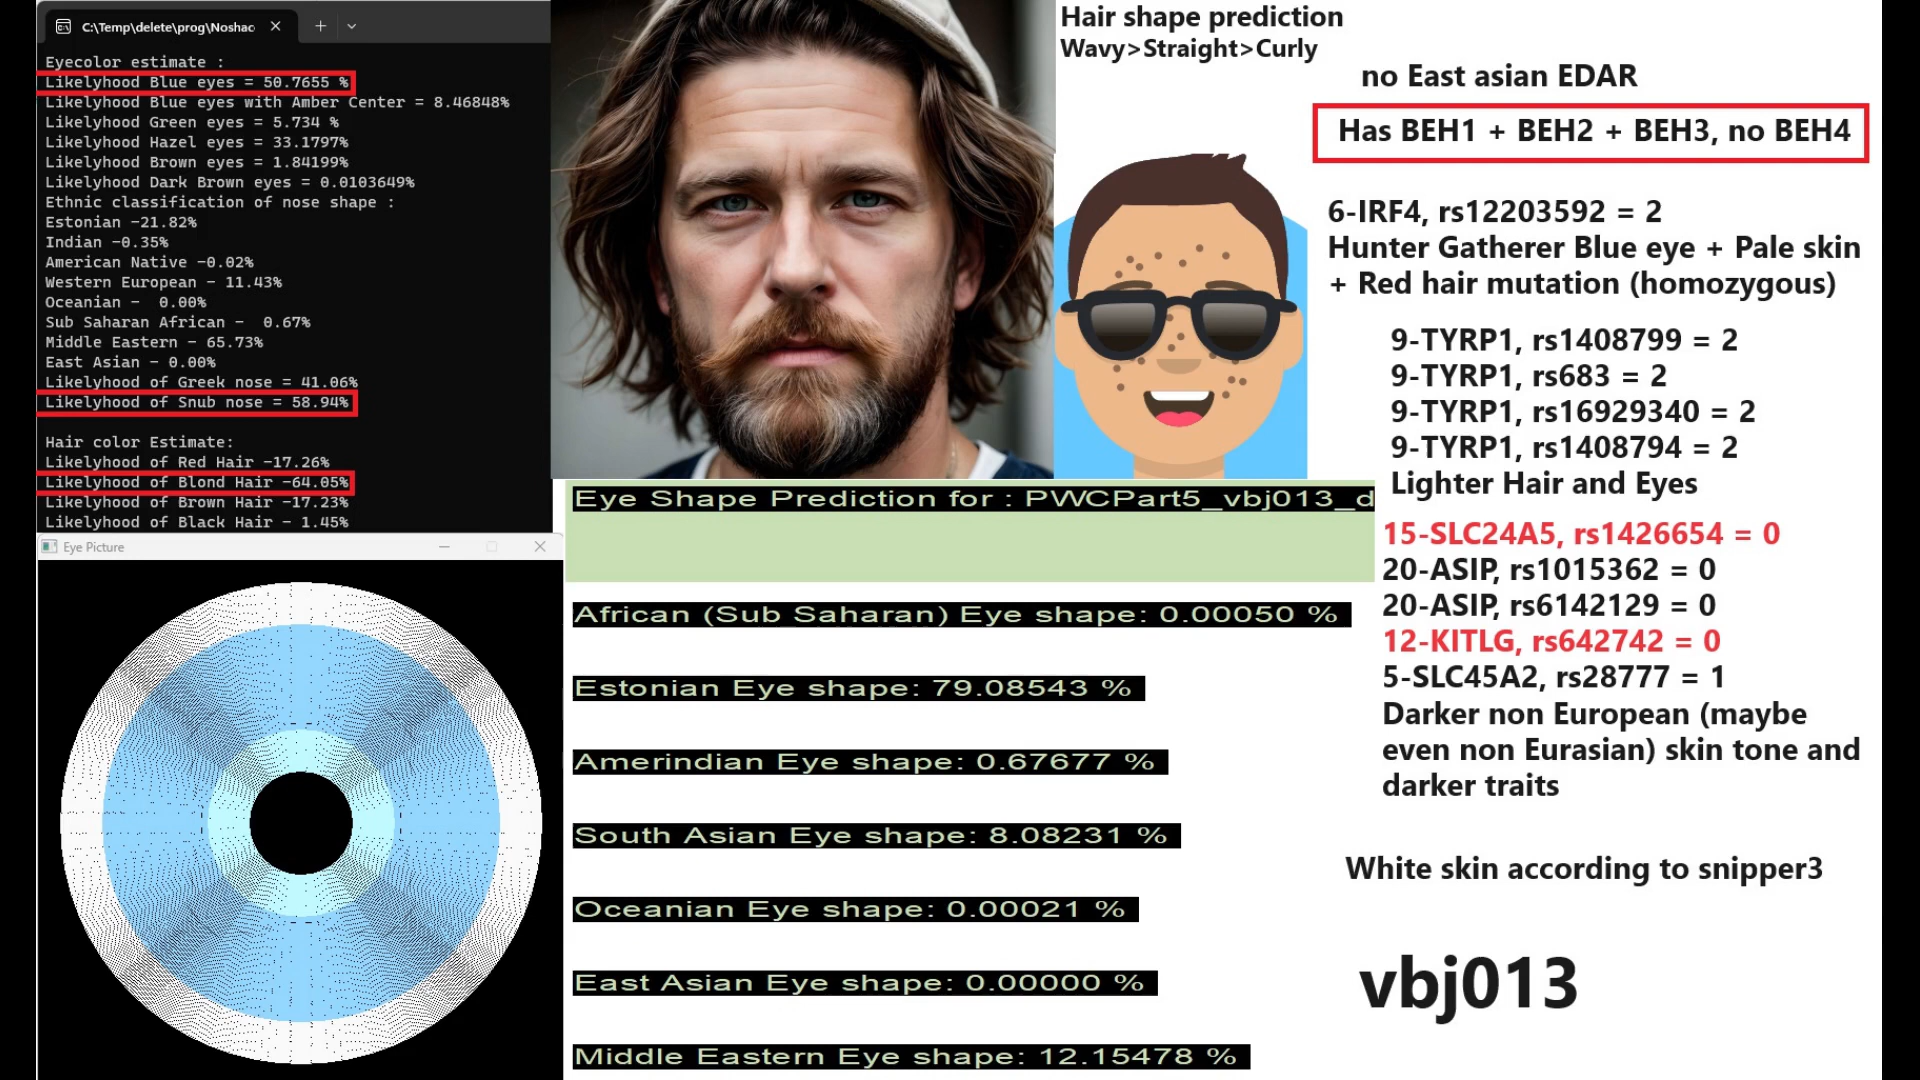 C:\Temp\delete\prog\Noshac
Eyecolor estimate :
Likelyhood Blue eyes = 50.7655 %
Likelyhood Blue eyes with Amber Center = 8.46848%
Likelyhood Green eyes = 5.734 %
Likelyhood Hazel eyes = 33.1797%
Likelyhood Brown eyes = 1.84199%
Likelyhood Dark Brown eyes = 0.0103649%
Ethnic classification of nose shape :
Estonian -21.82%
Indian -0.35%
American Native -0.02%
Western European - 11.43%
Oceanian -  0.00%
Sub Saharan African -  0.67%
Middle Eastern - 65.73%
East Asian - 0.00%
Likelyhood of Greek nose = 41.06%
Likelyhood of Snub nose = 58.94%
Hair color Estimate:
Likelyhood of Red Hair -17.26%
Likelyhood of Blond Hair -64.05%
Likelyhood of Brown Hair -17.23%
Likelyhood of Black Hair - 1.45%
Eye Picture
Hair shape prediction
Wavy>Straight>Curly
no East asian EDAR
Has BEH1 + BEH2 + BEH3, no BEH4
6-IRF4, rs12203592 = 2
Hunter Gatherer Blue eye + Pale skin
+ Red hair mutation (homozygous)
9-TYRP1, rs1408799 = 2
9-TYRP1, rs683 = 2
9-TYRP1, rs16929340 = 2
9-TYRP1, rs1408794 = 2
Lighter Hair and Eyes
15-SLC24A5, rs1426654 = 0
20-ASIP, rs1015362 = 0
20-ASIP, rs6142129 = 0
12-KITLG, rs642742 = 0
5-SLC45A2, rs28777 = 1
Darker non European (maybe
even non Eurasian) skin tone and
darker traits
White skin according to snipper3
vbj013
Eye Shape Prediction for : PWCPart5_vbj013_d
African (Sub Saharan) Eye shape: 0.00050 %
Estonian Eye shape: 79.08543 %
Amerindian Eye shape: 0.67677 %
South Asian Eye shape: 8.08231 %
Oceanian Eye shape: 0.00021 %
East Asian Eye shape: 0.00000 %
Middle Eastern Eye shape: 12.15478 %